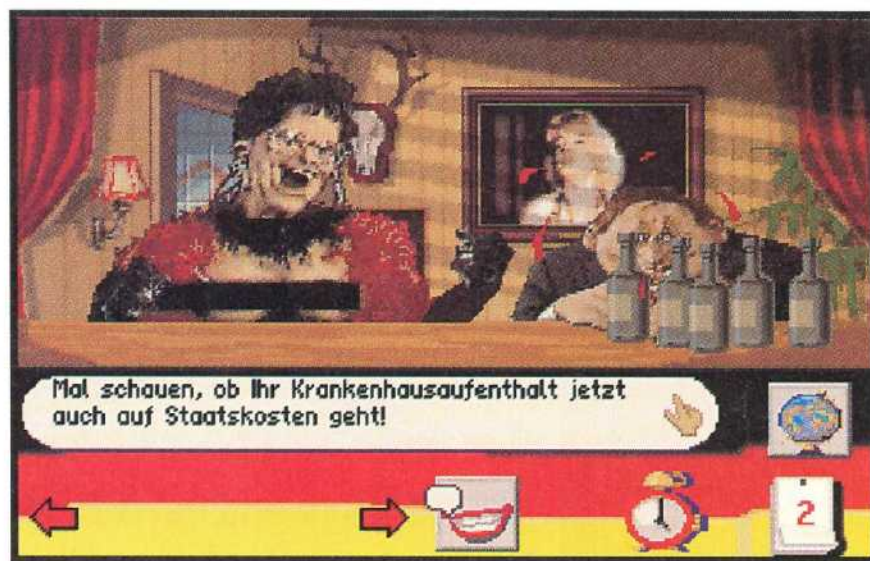 Mal schauen, ob Ihr Krankenhausaufenthalt jetzt
auch auf Staatskosten geht!
2